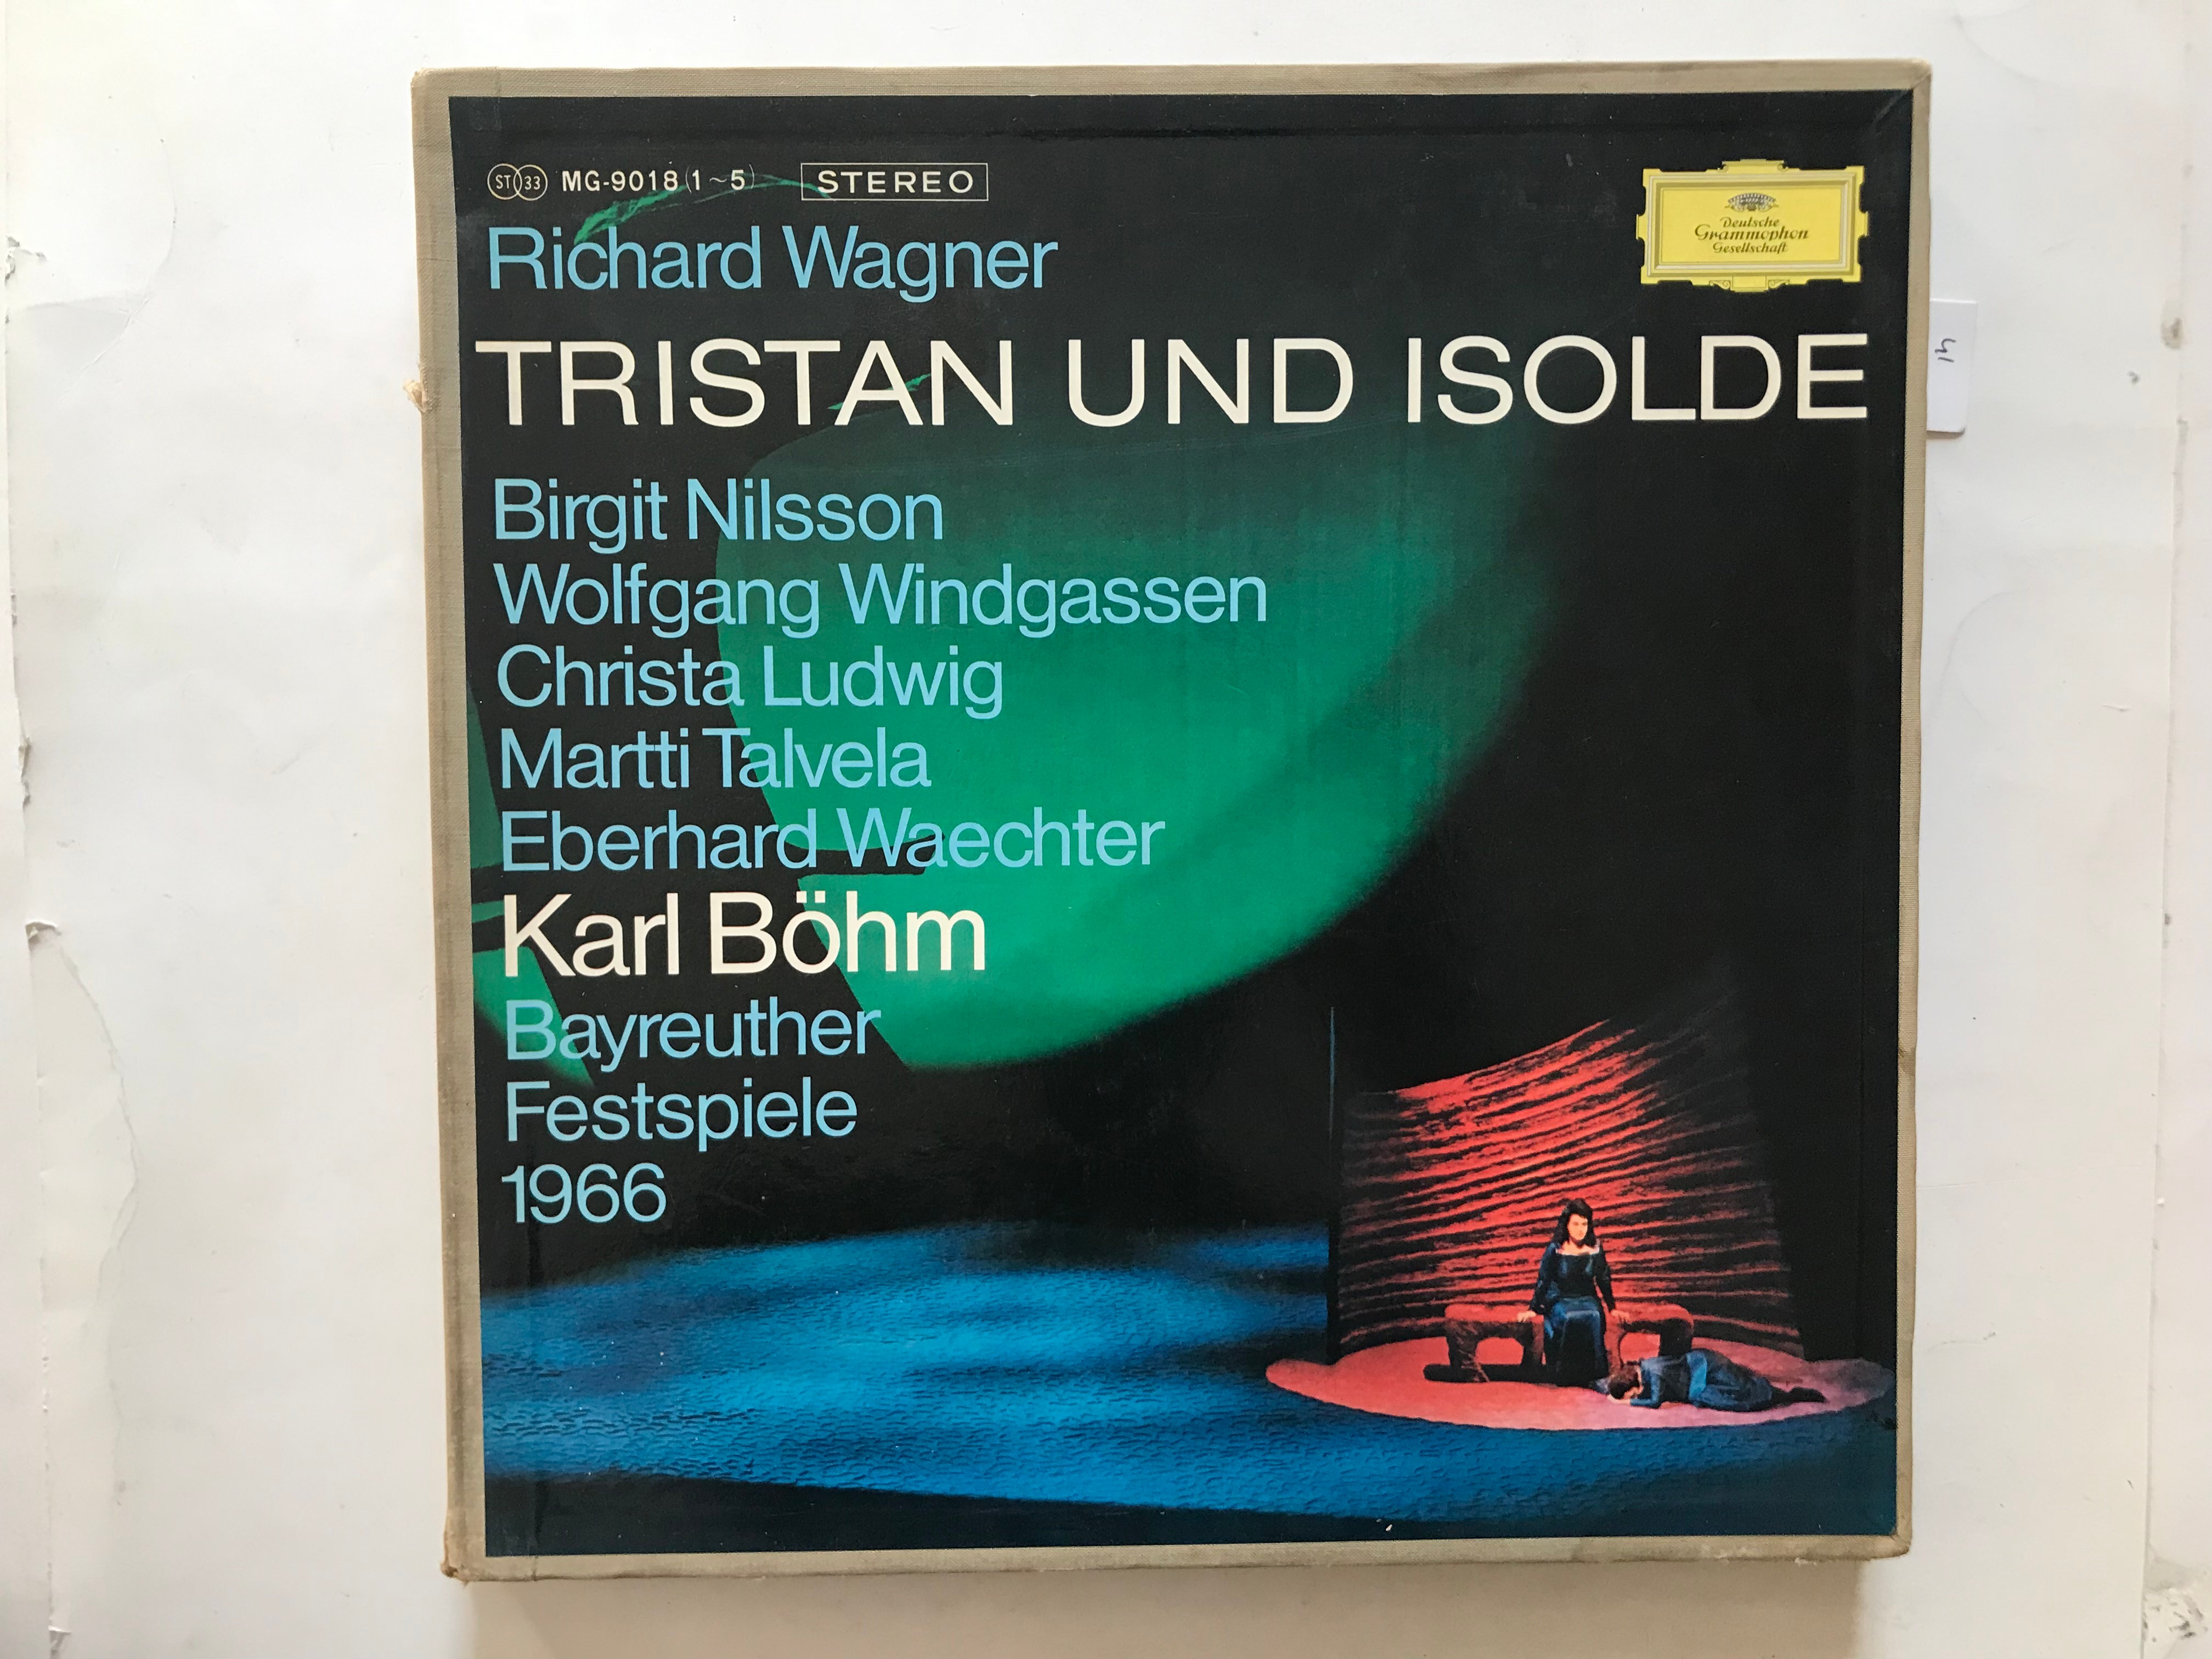 ST 33 MG-9018 (1~5) STEREO
Deutsche
Grammophon
Gesellschaft
Richard Wagner
TRISTAN UND ISOLDE
Birgit Nilsson
Wolfgang Windgassen
Christa Ludwig
Martti Talvela
Eberhard Waechter
Karl Böhm
Bayreuther
Festspiele
1966